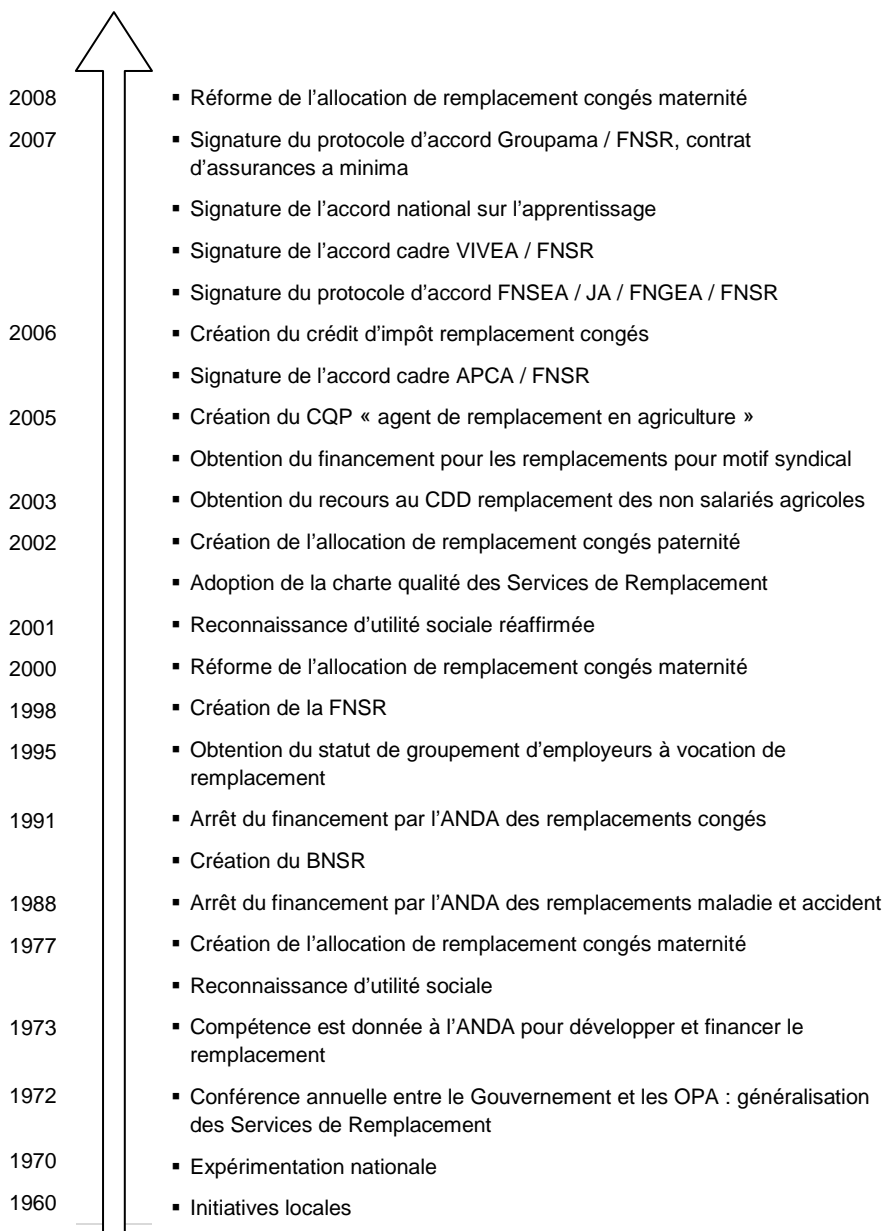 2008 ▪ Réforme de l'allocation de remplacement congés maternité
2007 ▪ Signature du protocole d'accord Groupama / FNSR, contrat
d'assurances a minima
▪ Signature de l'accord national sur l'apprentissage
▪ Signature de l'accord cadre VIVEA / FNSR
▪ Signature du protocole d'accord FNSEA / JA / FNGEA / FNSR
2006 ▪ Création du crédit d'impôt remplacement congés
▪ Signature de l'accord cadre APCA / FNSR
2005 ▪ Création du CQP « agent de remplacement en agriculture »
▪ Obtention du financement pour les remplacements pour motif syndical
2003 ▪ Obtention du recours au CDD remplacement des non salariés agricoles
2002 ▪ Création de l'allocation de remplacement congés paternité
▪ Adoption de la charte qualité des Services de Remplacement
2001 ▪ Reconnaissance d'utilité sociale réaffirmée
2000 ▪ Réforme de l'allocation de remplacement congés maternité
1998 ▪ Création de la FNSR
1995 ▪ Obtention du statut de groupement d'employeurs à vocation de
remplacement
1991 ▪ Arrêt du financement par l'ANDA des remplacements congés
▪ Création du BNSR
1988 ▪ Arrêt du financement par l'ANDA des remplacements maladie et accident
1977 ▪ Création de l'allocation de remplacement congés maternité
▪ Reconnaissance d'utilité sociale
1973 ▪ Compétence est donnée à l'ANDA pour développer et financer le
remplacement
1972 ▪ Conférence annuelle entre le Gouvernement et les OPA : généralisation
des Services de Remplacement
1970 ▪ Expérimentation nationale
1960 ▪ Initiatives locales